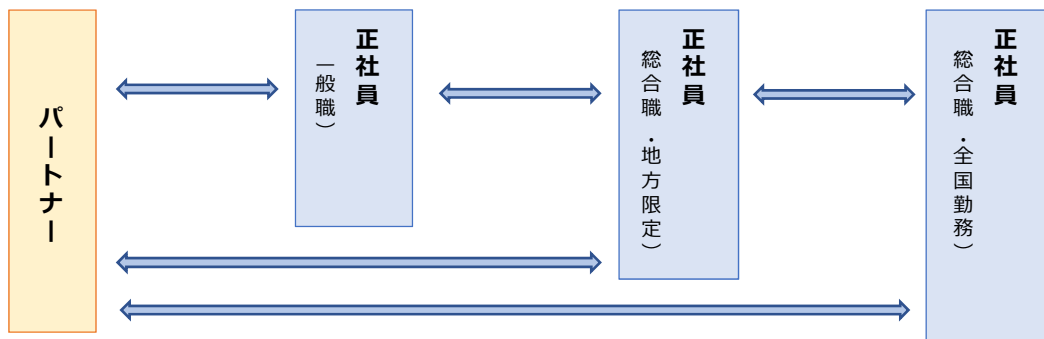 パートナー
正社員
一般職）
正社員
総合職・地方限定）
正社員
総合職・全国勤務）